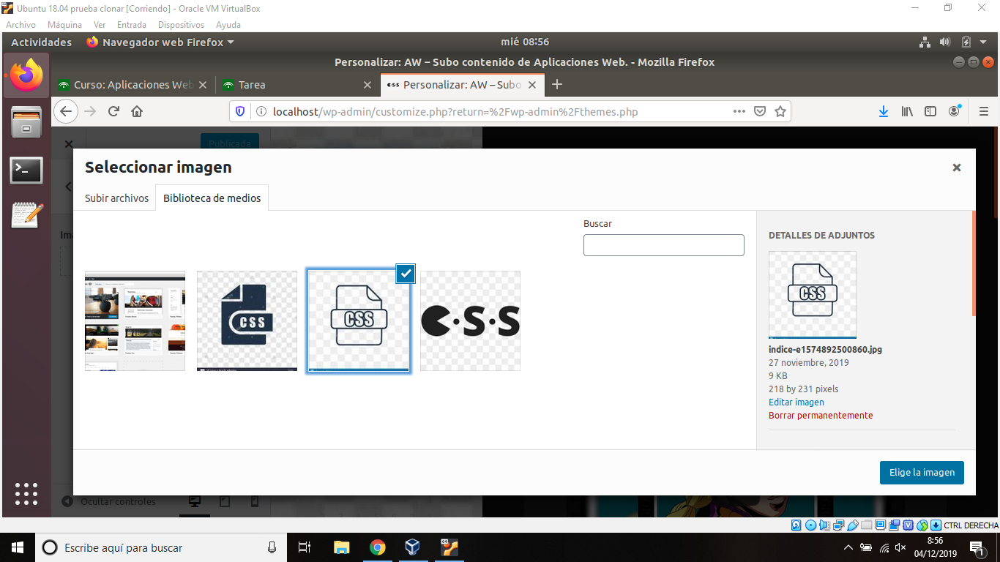 Ubuntu 18.04 prueba clonar [Corriendo] - Oracle VM VirtualBox
Archivo Máquina Ver Entrada Dispositivos Ayuda
Actividades Navegador web Firefox mié 08:56
Personalizar: AW – Subo contenido de Aplicaciones Web. - Mozilla Firefox
Curso: Aplicaciones Web Tarea css Personalizar: AW – Subo
localhost/wp-admin/customize.php?return=%2Fwp-admin%2Fthemes.php
Publicada
Seleccionar imagen
Subir archivos Biblioteca de medios
Buscar
DETALLES DE ADJUNTOS
CSS
CSS
C·S·S
CSS
indice-e1574892500860.jpg
27 noviembre, 2019
9 KB
218 by 231 pixels
Editar imagen
Borrar permanentemente
Elige la imagen
Ocultar controles
CTRL DERECHA
Escribe aquí para buscar
64
8:56
04/12/2019
1